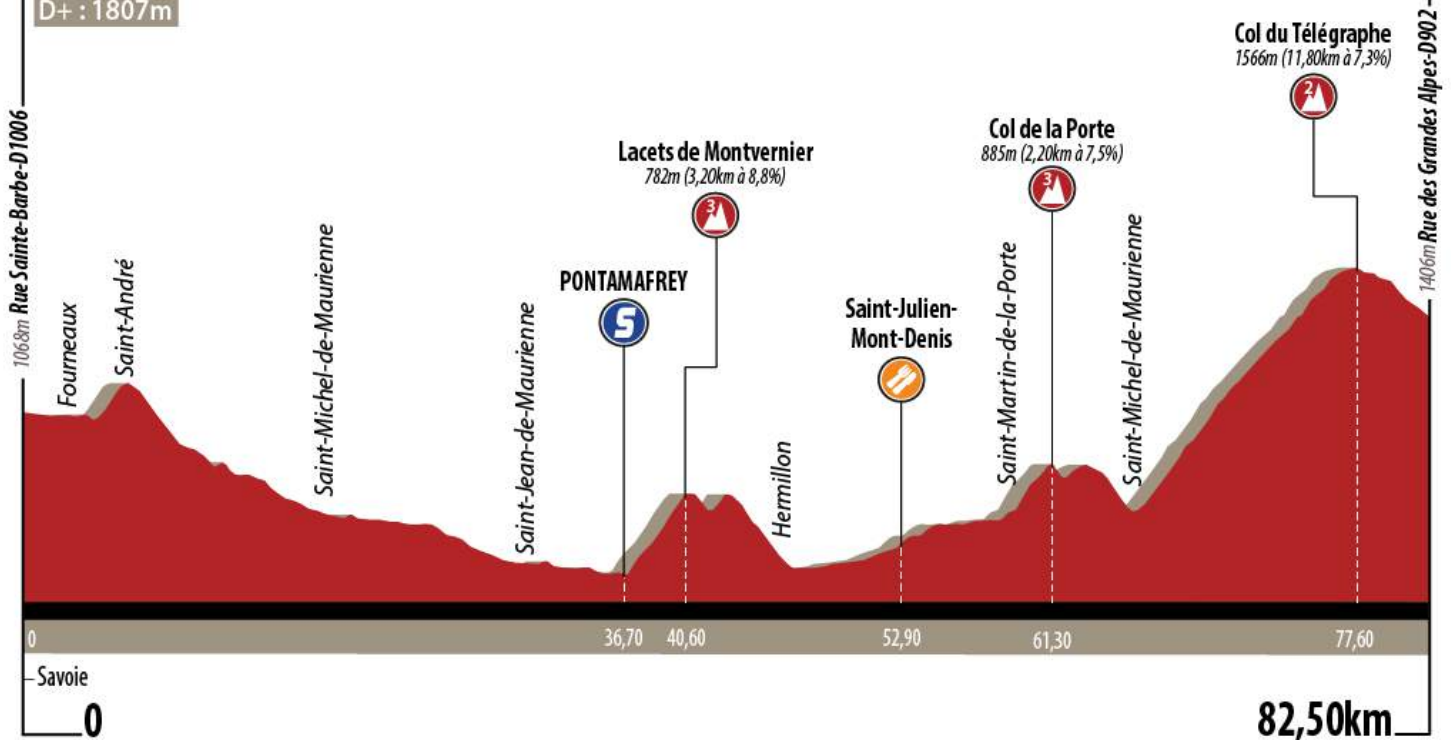 D+ : 1807m
Col du Télégraphe
1566m (11,80km à 7,3%)
2
Col de la Porte
885m (2,20km à 7,5%)
3
Lacets de Montvernier
782m (3,20km à 8,8%)
3
PONTAMAFREY
S
Saint-Julien-
Mont-Denis
1068m Rue Sainte-Barbe-D1006
Fourneaux
Saint-André
Saint-Michel-de-Maurienne
Saint-Jean-de-Maurienne
Hermillon
Saint-Martin-de-la-Porte
Saint-Michel-de-Maurienne
1406m Rue des Grandes Alpes-D902-
0 36,70 40,60 52,90 61,30 77,60
Savoie
0 82,50km